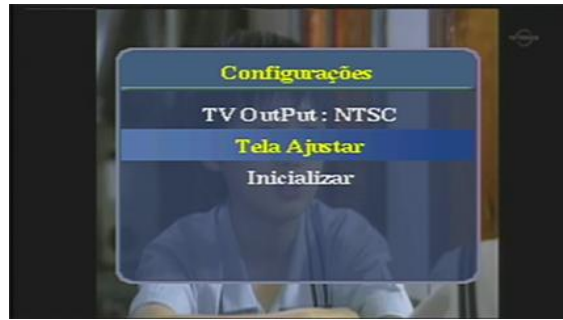 Configurações
TV OutPut : NTSC
Tela Ajustar
Inicializar